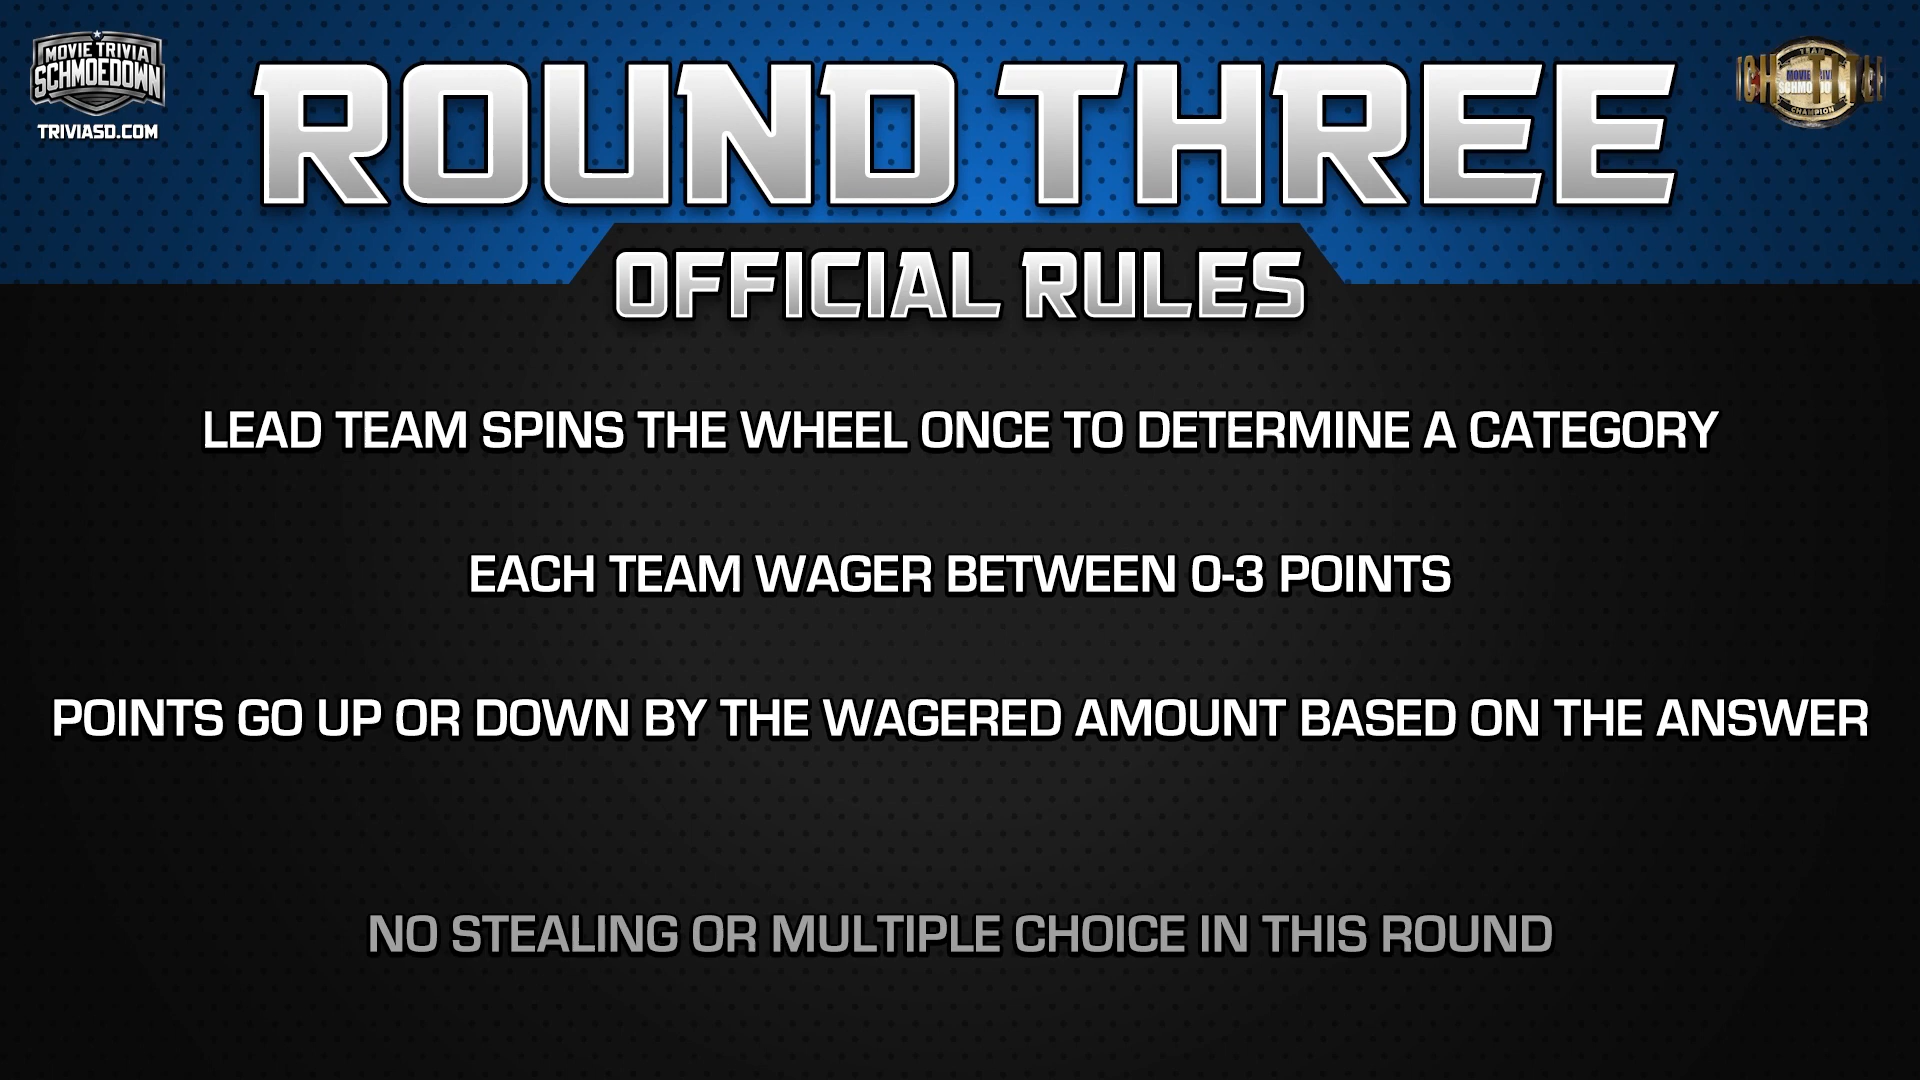 MOVIE TRIVIA
SCHMOEDOWN
TRIVIASD.COM
ROUND THREE
TEAM
CHAMPION
OFFICIAL RULES
LEAD TEAM SPINS THE WHEEL ONCE TO DETERMINE A CATEGORY
EACH TEAM WAGER BETWEEN 0-3 POINTS
POINTS GO UP OR DOWN BY THE WAGERED AMOUNT BASED ON THE ANSWER
NO STEALING OR MULTIPLE CHOICE IN THIS ROUND